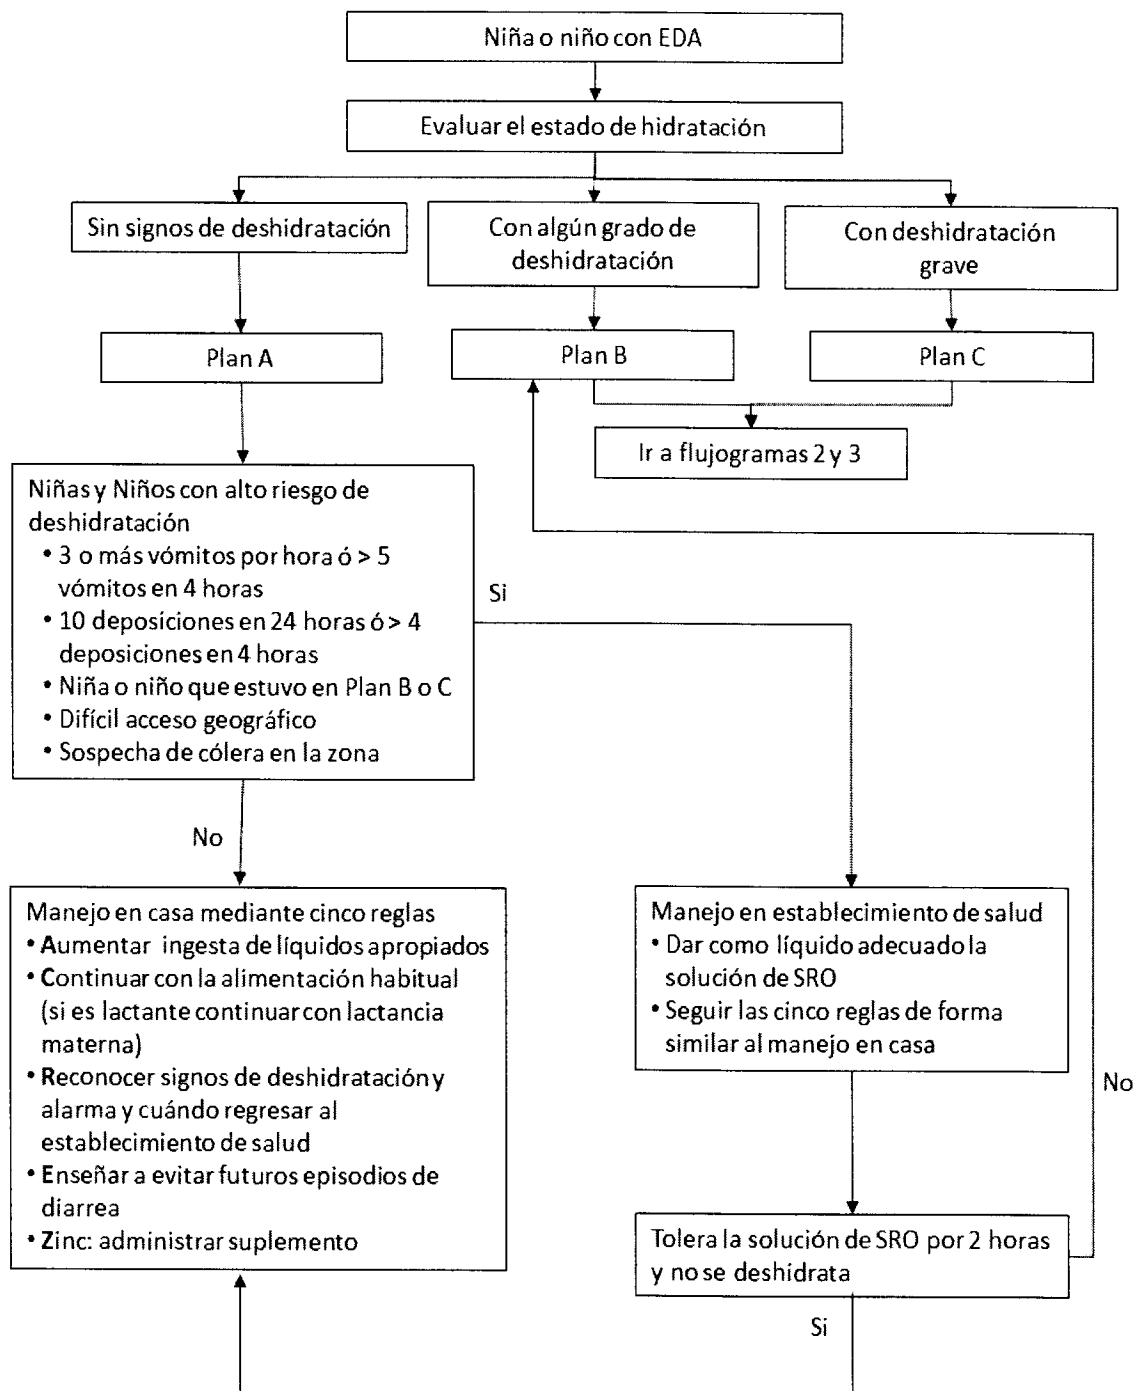 Niña o niño con EDA
Evaluar el estado de hidratación
Sin signos de deshidratación
Con algún grado de
deshidratación
Con deshidratación
grave
Plan A
Plan B
Plan C
Ir a flujogramas 2 y 3
Niñas y Niños con alto riesgo de
deshidratación
• 3 o más vómitos por hora ó > 5
vómitos en 4 horas
• 10 deposiciones en 24 horas ó > 4
deposiciones en 4 horas
• Niña o niño que estuvo en Plan B o C
• Difícil acceso geográfico
• Sospecha de cólera en la zona
Si
No
Manejo en casa mediante cinco reglas
• Aumentar ingesta de líquidos apropiados
• Continuar con la alimentación habitual
(si es lactante continuar con lactancia
materna)
• Reconocer signos de deshidratación y
alarma y cuándo regresar al
establecimiento de salud
• Enseñar a evitar futuros episodios de
diarrea
• Zinc: administrar suplemento
Manejo en establecimiento de salud
• Dar como líquido adecuado la
solución de SRO
• Seguir las cinco reglas de forma
similar al manejo en casa
No
Tolera la solución de SRO por 2 horas
y no se deshidrata
Si